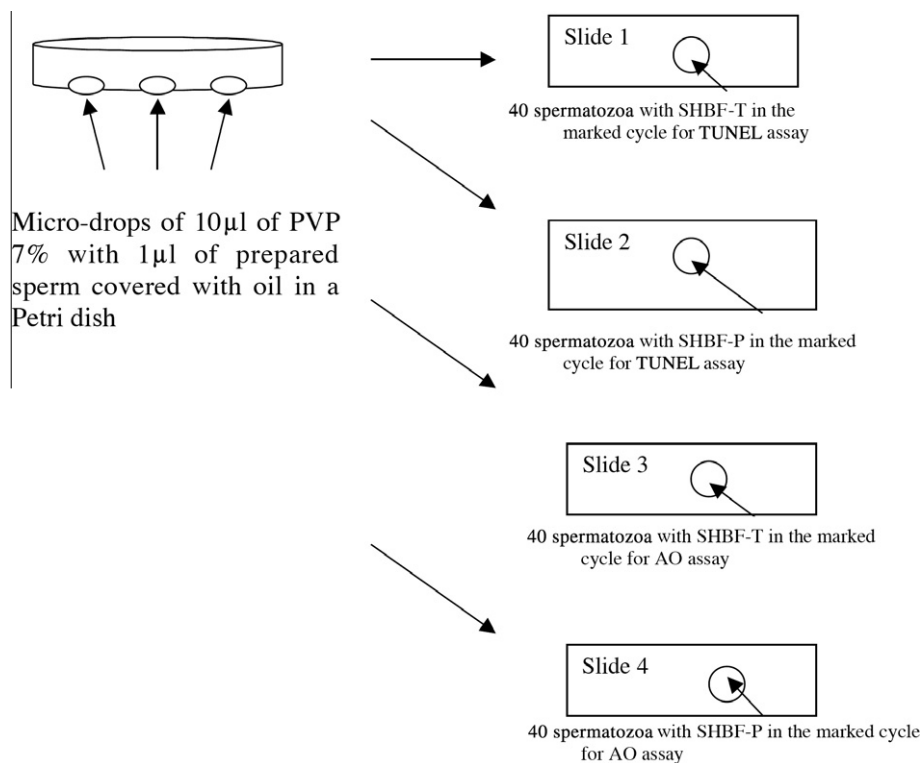 Slide 1
40 spermatozoa with SHBF-T in the
marked cycle for TUNEL assay
Micro-drops of 10µl of PVP
7% with 1µl of prepared
sperm covered with oil in a
Petri dish
Slide 2
40 spermatozoa with SHBF-P in the marked
cycle for TUNEL assay
Slide 3
40 spermatozoa with SHBF-T in the marked
cycle for AO assay
Slide 4
40 spermatozoa with SHBF-P in the marked cycle
for AO assay